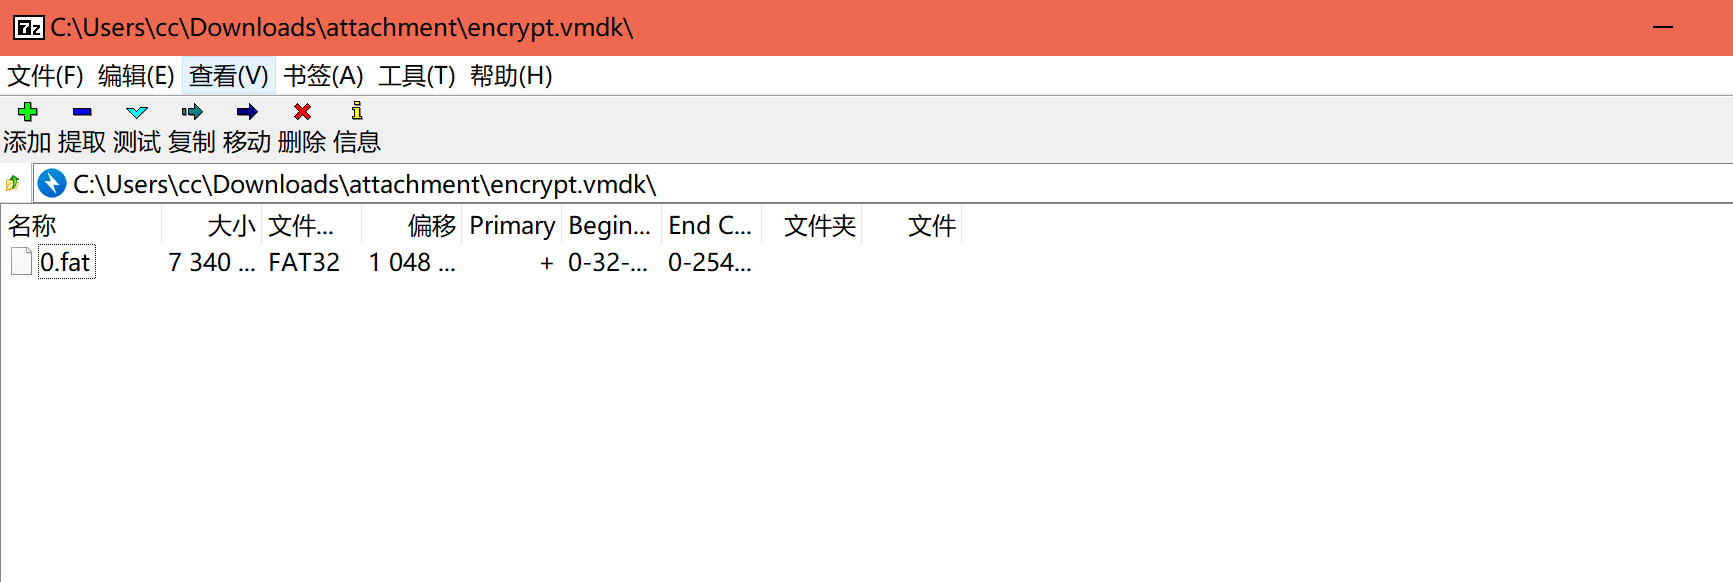 C:\Users\cc\Downloads\attachment\encrypt.vmdk\
文件(F) 编辑(E) 查看(V) 书签(A) 工具(T) 帮助(H)
添加 提取 测试 复制 移动 删除 信息
C:\Users\cc\Downloads\attachment\encrypt.vmdk\
名称 大小 文件... 偏移 Primary Begin... End C... 文件夹 文件
0.fat 7 340 ... FAT32 1 048 ... + 0-32-... 0-254...